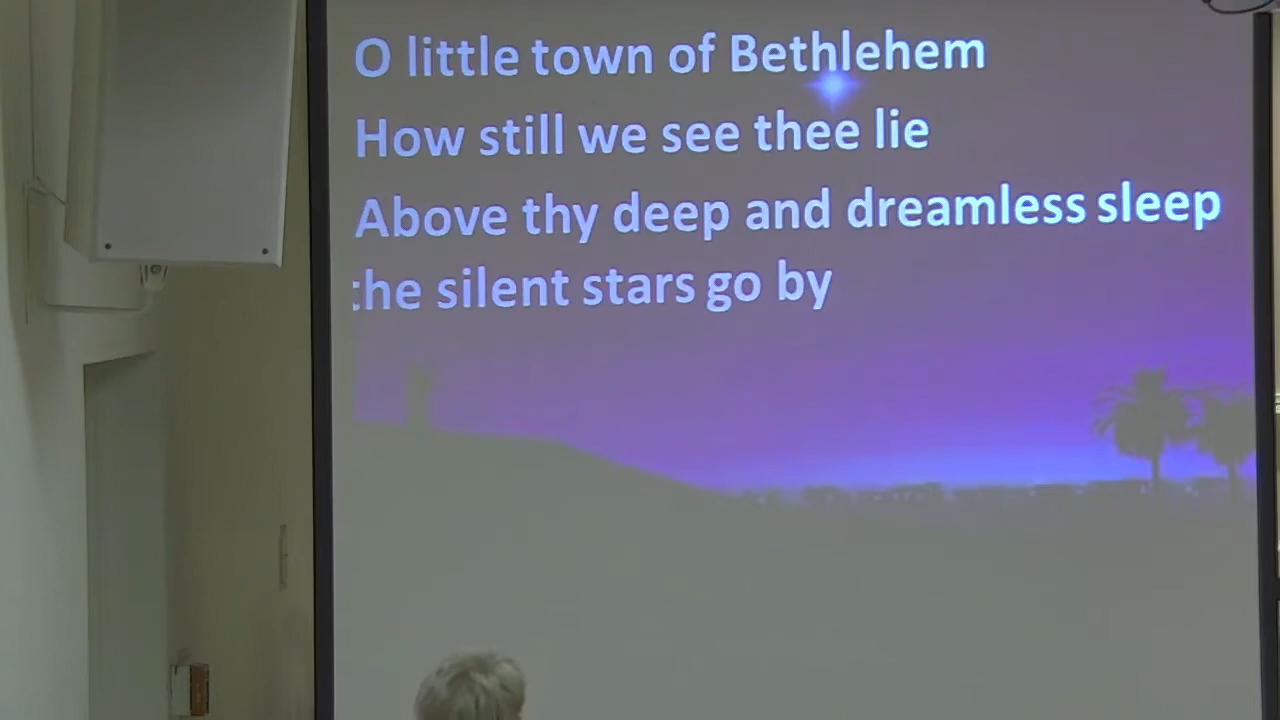 O little town of Bethlehem
How still we see thee lie
Above thy deep and dreamless sleep
the silent stars go by